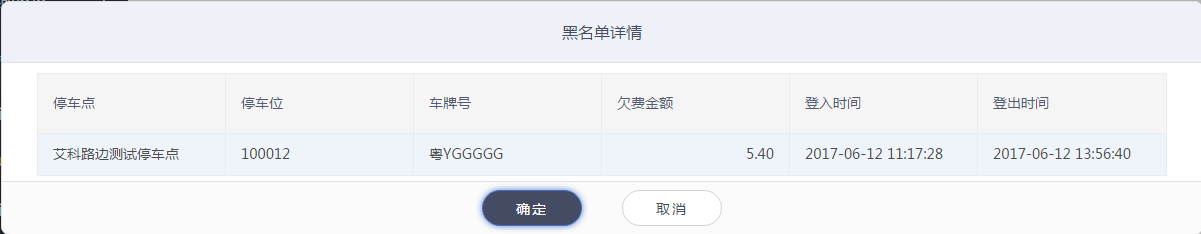 黑名单详情
停车点 停车位 车牌号 欠费金额 登入时间 登出时间
艾科路边测试停车点 100012 粤YGGGGG 5.40 2017-06-12 11:17:28 2017-06-12 13:56:40
确定 取消